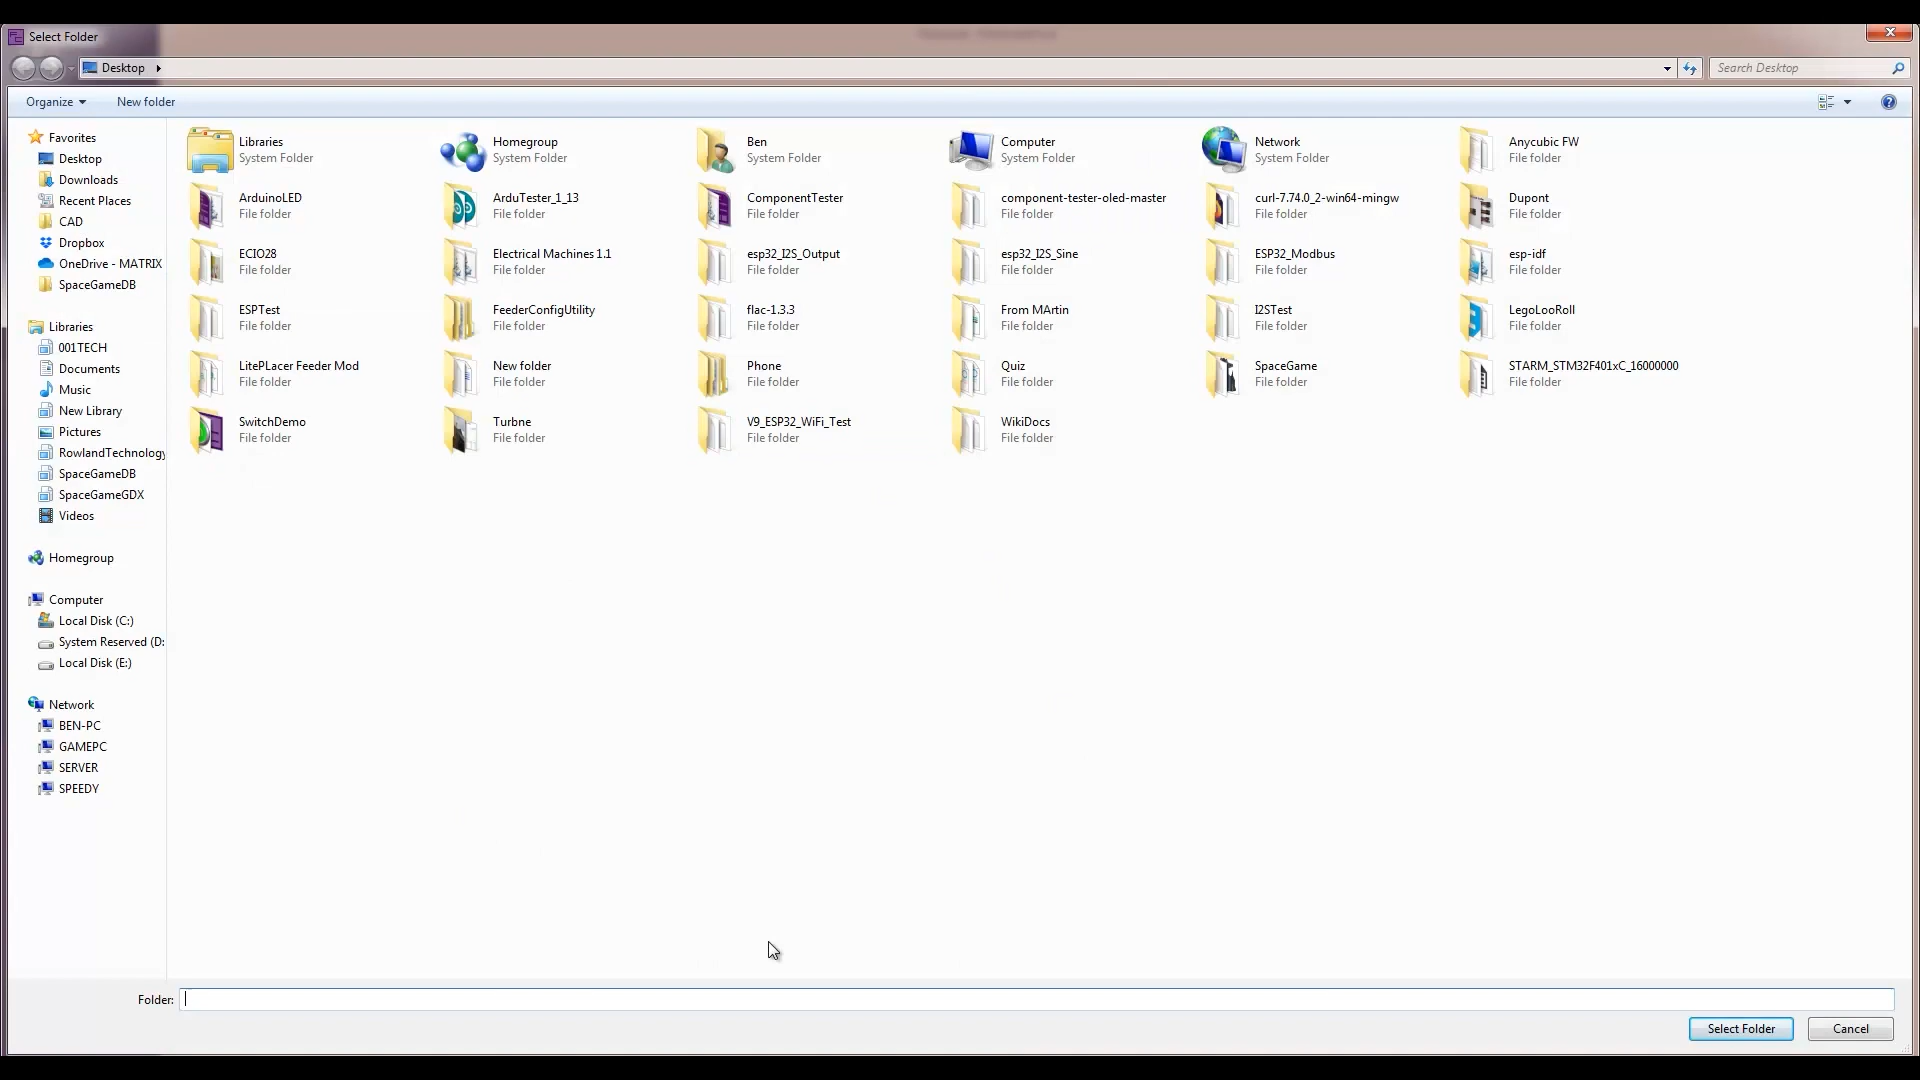 Select Folder
Desktop
Search Desktop
Organize
New folder
Favorites
Desktop
Downloads
Recent Places
CAD
Dropbox
OneDrive - MATRIX
SpaceGameDB
Libraries
001TECH
Documents
Music
New Library
Pictures
RowlandTechnology
SpaceGameDB
SpaceGameGDX
Videos
Homegroup
Computer
Local Disk (C:)
System Reserved (D:
Local Disk (E:)
Network
BEN-PC
GAMEPC
SERVER
SPEEDY
Libraries
System Folder
Homegroup
System Folder
Ben
System Folder
Computer
System Folder
Network
System Folder
Anycubic FW
File folder
ArduinoLED
File folder
ArduTester_1_13
File folder
ComponentTester
File folder
component-tester-oled-master
File folder
curl-7.74.0_2-win64-mingw
File folder
Dupont
File folder
ECIO28
File folder
Electrical Machines 1.1
File folder
esp32_I2S_Output
File folder
esp32_I2S_Sine
File folder
ESP32_Modbus
File folder
esp-idf
File folder
ESPTest
File folder
FeederConfigUtility
File folder
flac-1.3.3
File folder
From MArtin
File folder
I2STest
File folder
LegoLooRoll
File folder
LitePLacer Feeder Mod
File folder
New folder
File folder
Phone
File folder
Quiz
File folder
SpaceGame
File folder
STARM_STM32F401xC_16000000
File folder
SwitchDemo
File folder
Turbne
File folder
V9_ESP32_WiFi_Test
File folder
WikiDocs
File folder
Folder:
Select Folder
Cancel